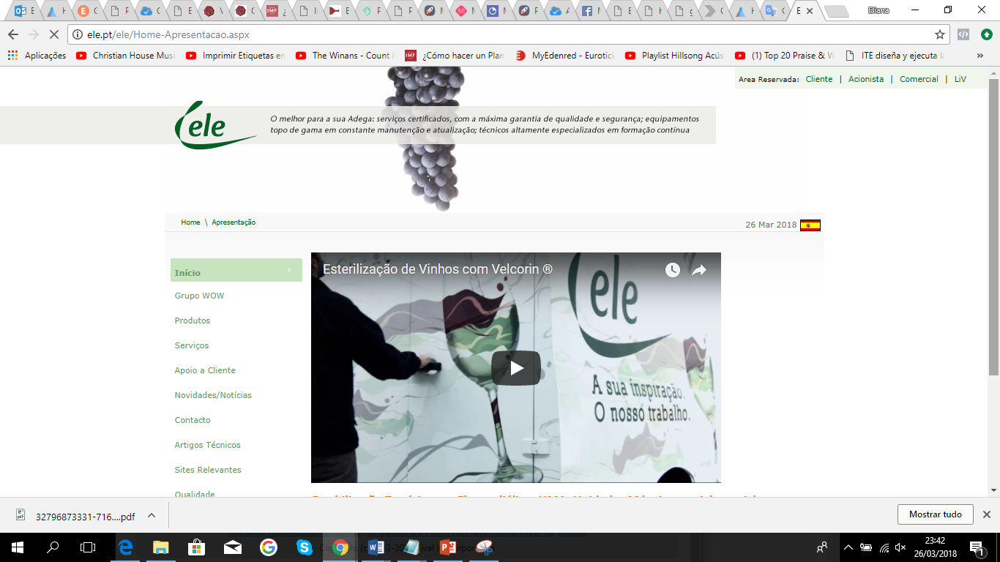 Eliana
ele.pt/ele/Home-Apresentacao.aspx
Aplicações
Christian House Musi
Imprimir Etiquetas en
The Winans - Count i
¿Cómo hacer un Plan
MyEdenred - Eurotick
Playlist Hillsong Acús
(1) Top 20 Praise & W
ITE diseña y ejecuta la
»
Area Reservada: Cliente | Acionista | Comercial | LiV
ele
O melhor para a sua Adega: serviços certificados, com a máxima garantia de qualidade e segurança; equipamentos
topo de gama em constante manutenção e atualização; técnicos altamente especializados em formação contínua
Home \ Apresentação
26 Mar 2018
Início
Grupo WOW
Produtos
Serviços
Apoio a Cliente
Novidades/Notícias
Contacto
Artigos Técnicos
Sites Relevantes
Qualidade
Esterilização de Vinhos com Velcorin ®
ele
A sua inspiração.
O nosso trabalho.
32796873331-716....pdf
Mostrar tudo
23:42
26/03/2018